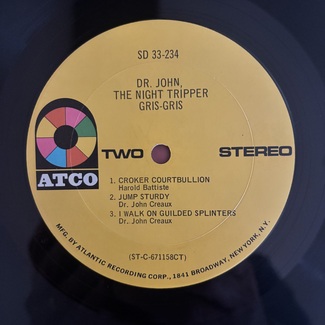 SD 33-234
DR. JOHN,
THE NIGHT TRIPPER
GRIS-GRIS
ATCO
TWO
STEREO
1. CROKER COURTBULLION
Harold Battiste
2. JUMP STURDY
Dr. John Creaux
3. I WALK ON GUILDED SPLINTERS
Dr. John Creaux
(ST-C-671158CT)
MFG. BY ATLANTIC RECORDING CORP., 1841 BROADWAY, NEW YORK, N.Y.